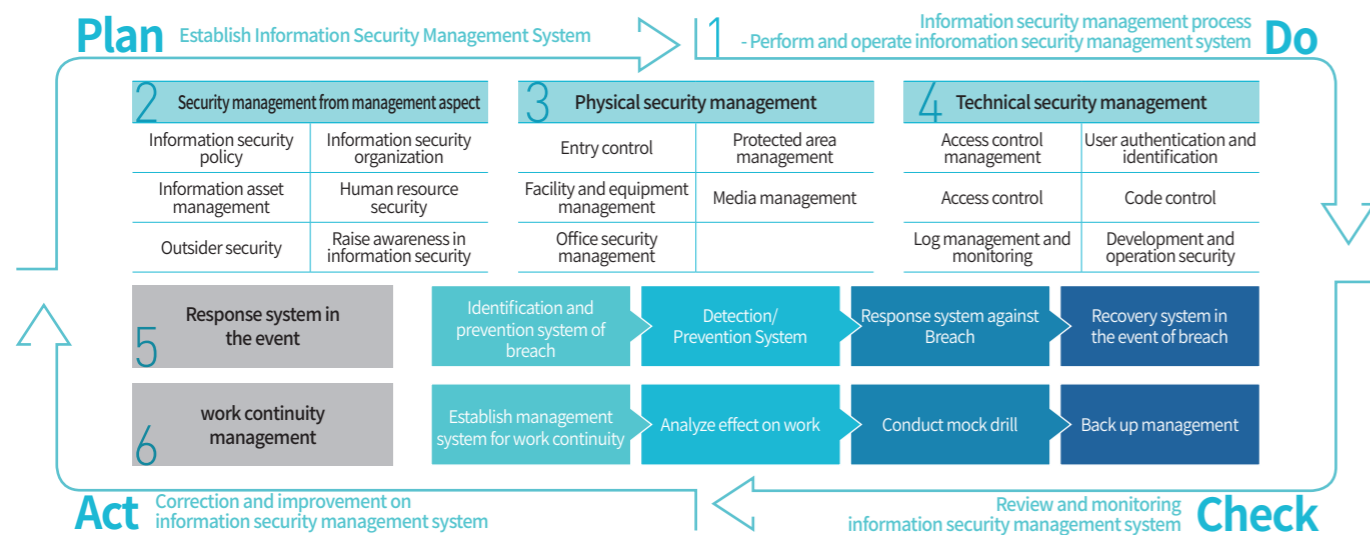 Plan
Establish Information Security Management System
1
Information security management process
- Perform and operate inforomation security management system
Do
2
Security management from management aspect
Information security
policy
Information security
organization
Information asset
management
Human resource
security
Outsider security
Raise awareness in
information security
3
Physical security management
Entry control
Protected area
management
Facility and equipment
management
Media management
Office security
management
4
Technical security management
Access control
management
User authentication and
identification
Access control
Code control
Log management and
monitoring
Development and
operation security
5
Response system in
the event
Identification and
prevention system of
breach
Detection/
Prevention System
Response system against
Breach
Recovery system in
the event of breach
6
work continuity
management
Establish management
system for work continuity
Analyze effect on work
Conduct mock drill
Back up management
Act
Correction and improvement on
information security management system
Review and monitoring
information security management system
Check